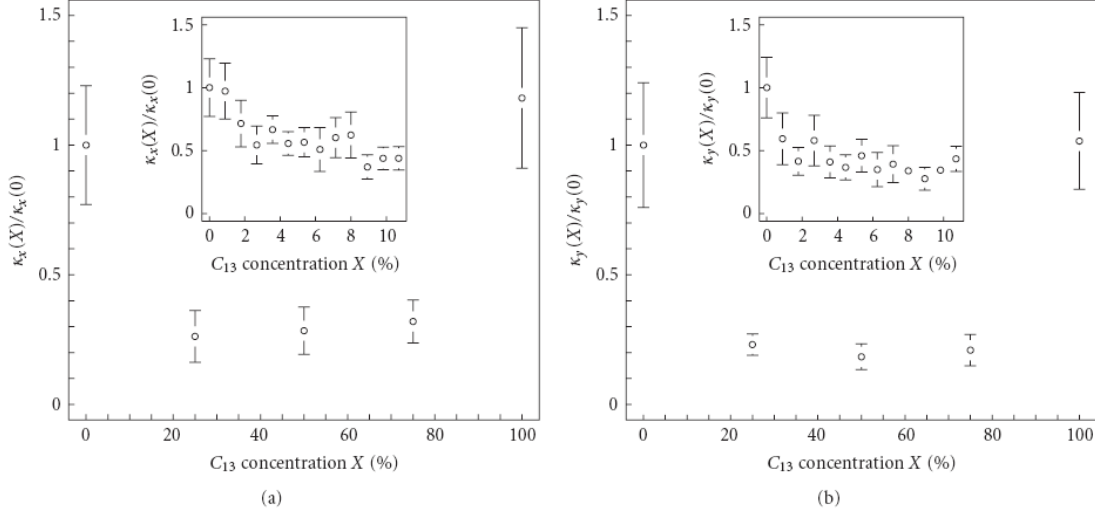 1.5
1
0.5
0
κx(X)/κx(0)
0 20 40 60 80 100
C13 concentration X (%)
(a)
1.5
1
0.5
0
κx(X)/κx(0)
0 2 4 6 8 10
C13 concentration X (%)
1.5
1
0.5
0
κy(X)/κy(0)
0 20 40 60 80 100
C13 concentration X (%)
(b)
1.5
1
0.5
0
κy(X)/κy(0)
0 2 4 6 8 10
C13 concentration X (%)